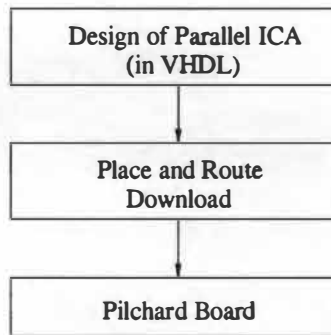 Design of Parallel ICA
(in VHDL)
Place and Route
Download
Pilchard Board